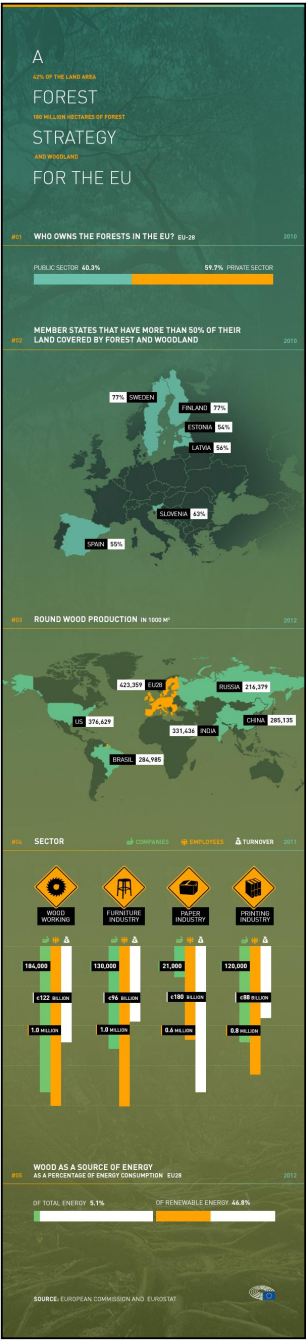 A
42% OF THE LAND AREA
FOREST
180 MILLION HECTARES OF FOREST
STRATEGY
AND WOODLAND
FOR THE EU
#01 WHO OWNS THE FORESTS IN THE EU? EU-28 2010
PUBLIC SECTOR 40.3% 59.7% PRIVATE SECTOR
#02 MEMBER STATES THAT HAVE MORE THAN 50% OF THEIR
LAND COVERED BY FOREST AND WOODLAND 2010
77% SWEDEN
FINLAND 77%
ESTONIA 54%
LATVIA 56%
SLOVENIA 63%
SPAIN 55%
#03 ROUND WOOD PRODUCTION IN 1000 M³ 2012
423,359 EU28
RUSSIA 216,379
US 376,629
CHINA 285,135
331,436 INDIA
BRASIL 284,985
#04 SECTOR COMPANIES EMPLOYEES TURNOVER 2011
WOOD
WORKING
FURNITURE
INDUSTRY
PAPER
INDUSTRY
PRINTING
INDUSTRY
184,000 130,000 21,000 120,000
€122 BILLION €96 BILLION €180 BILLION €88 BILLION
1.0 MILLION 1.0 MILLION 0.6 MILLION 0.8 MILLION
WOOD AS A SOURCE OF ENERGY
#05 AS A PERCENTAGE OF ENERGY CONSUMPTION EU28 2012
OF TOTAL ENERGY 5.1% OF RENEWABLE ENERGY 46.8%
SOURCE: EUROPEAN COMMISSION AND EUROSTAT